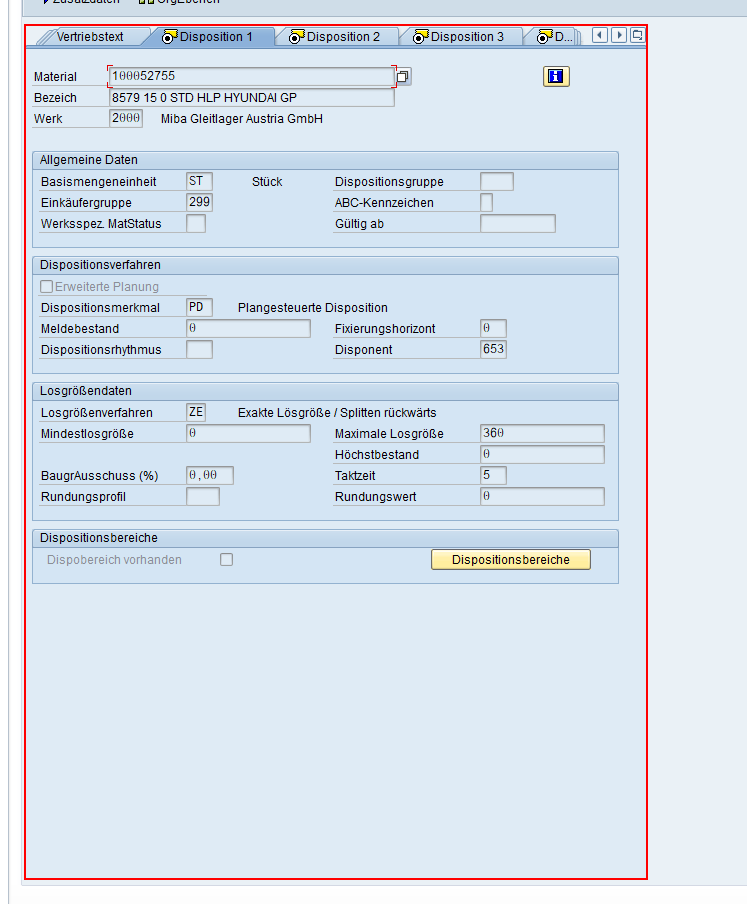 Zusatzdaten OrgEbenen
Vertriebstext Disposition 1 Disposition 2 Disposition 3 D...
Material 100052755
Bezeich 8579 15 0 STD HLP HYUNDAI GP
Werk 2000 Miba Gleitlager Austria GmbH
Allgemeine Daten
Basismengeneinheit ST Stück Dispositionsgruppe
Einkäufergruppe 299 ABC-Kennzeichen
Werksspez. MatStatus Gültig ab
Dispositionsverfahren
Erweiterte Planung
Dispositionsmerkmal PD Plangesteuerte Disposition
Meldebestand 0 Fixierungshorizont 0
Dispositionsrhythmus Disponent 653
Losgrößendaten
Losgrößenverfahren ZE Exakte Lösgröße / Splitten rückwärts
Mindestlosgröße 0 Maximale Losgröße 360
Höchstbestand 0
BaugrAusschuss (%) 0,00 Taktzeit 5
Rundungsprofil Rundungswert 0
Dispositionsbereiche
Dispobereich vorhanden Dispositionsbereiche